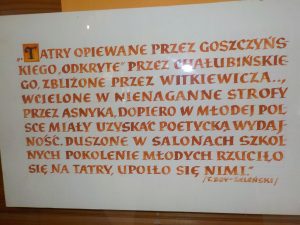 „TATRY OPIEWANE PRZEZ GOSZCZYŃS-
KIEGO, "ODKRYTE" PRZEZ CHAŁUBIŃSKIE-
GO, ZBLIŻONE PRZEZ WITKIEWICZA...,
WCIELONE W NIENAGANNE STROFY
PRZEZ ASNYKA, DOPIERO W MŁODEJ POL-
SCE MIAŁY UZYSKAĆ POETYCKĄ WYDAJ-
NOŚĆ. DUSZONE W SALONACH SZKOL-
NYCH POKOLENIE MŁODYCH RZUCIŁO
SIĘ NA TATRY, UPOIŁO SIĘ NIMI."
/T. BOY-ŻELEŃSKI/